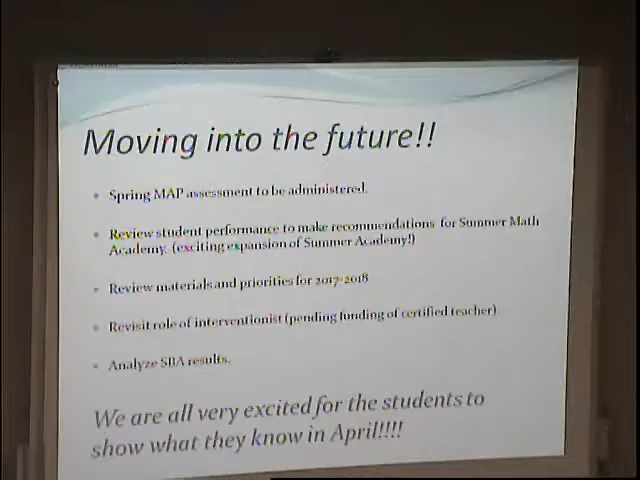 Moving into the future!!
Spring MAP assessment to be administered.
Review student performance to make recommendations for Summer Math
Academy. (exciting expansion of Summer Academy!)
Review materials and priorities for 2017-2018
Revisit role of interventionist (pending funding of certified teacher)
Analyze SBA results.
We are all very excited for the students to
show what they know in April!!!!